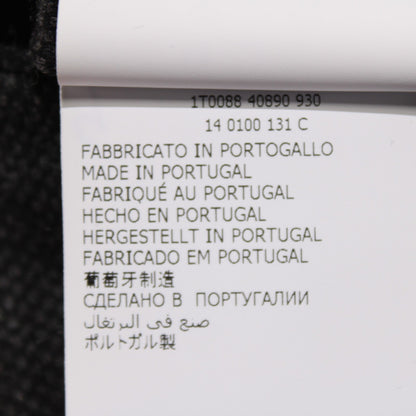 1T0088 40890 930
14 0100 131 C
FABBRICATO IN PORTOGALLO
MADE IN PORTUGAL
FABRIQUÉ AU PORTUGAL
HECHO EN PORTUGAL
HERGESTELLT IN PORTUGAL
FABRICADO EM PORTUGAL
葡萄牙制造
СДЕЛАНО В ПОРТУГАЛИИ
صنع في البرتغال
ポルトガル製